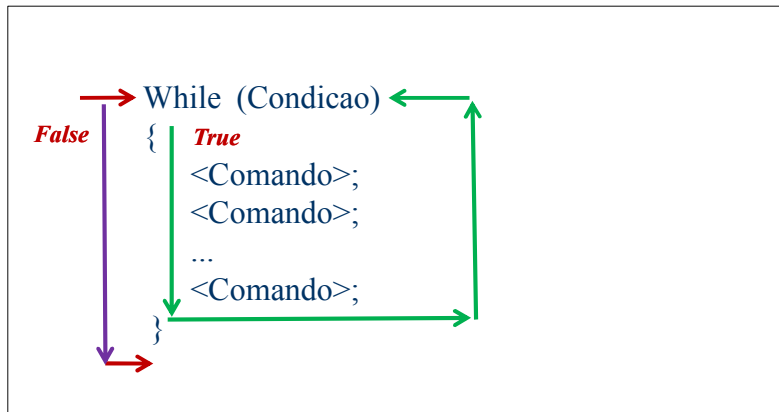 While (Condicao)
False
{ True
<Comando>;
<Comando>;
...
<Comando>;
}